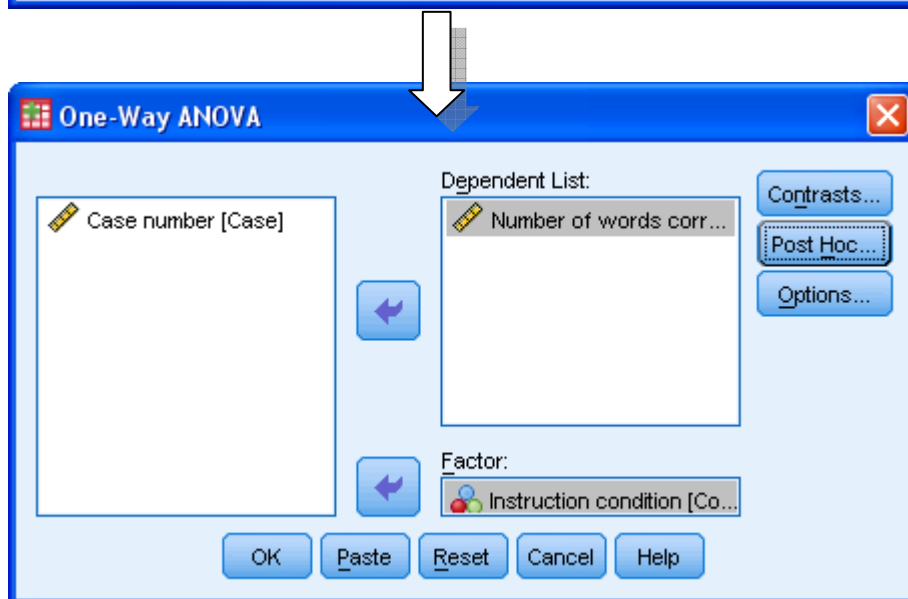 One-Way ANOVA
Dependent List:
Case number [Case]
Number of words corr...
Contrasts...
Post Hoc...
Options...
Factor:
Instruction condition [Co...
OK Paste Reset Cancel Help